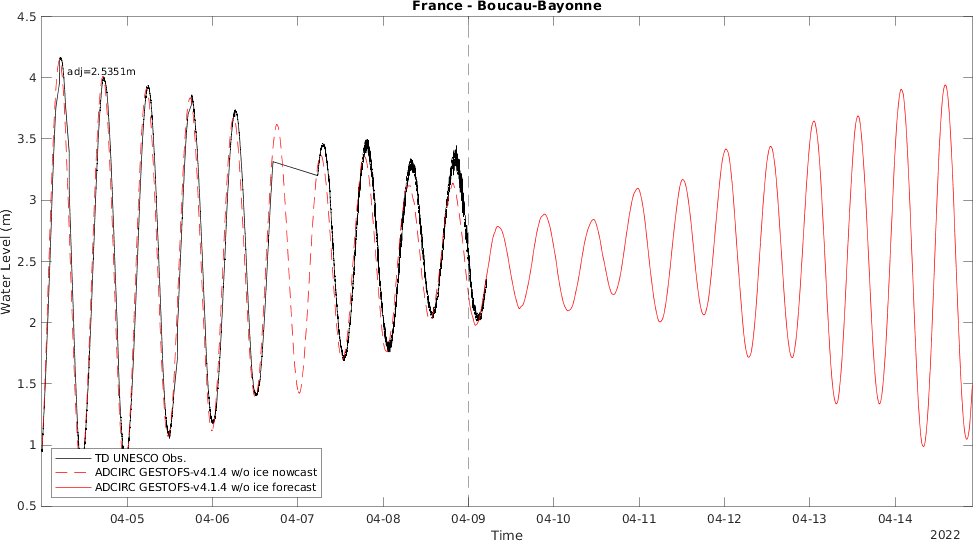 France - Boucau-Bayonne
4.5
4
3.5
3
2.5
2
1.5
1
0.5
Water Level (m)
adj=2.5351m
TD UNESCO Obs.
ADCIRC GESTOFS-v4.1.4 w/o ice nowcast
ADCIRC GESTOFS-v4.1.4 w/o ice forecast
04-05 04-06 04-07 04-08 04-09 04-10 04-11 04-12 04-13 04-14
Time
2022